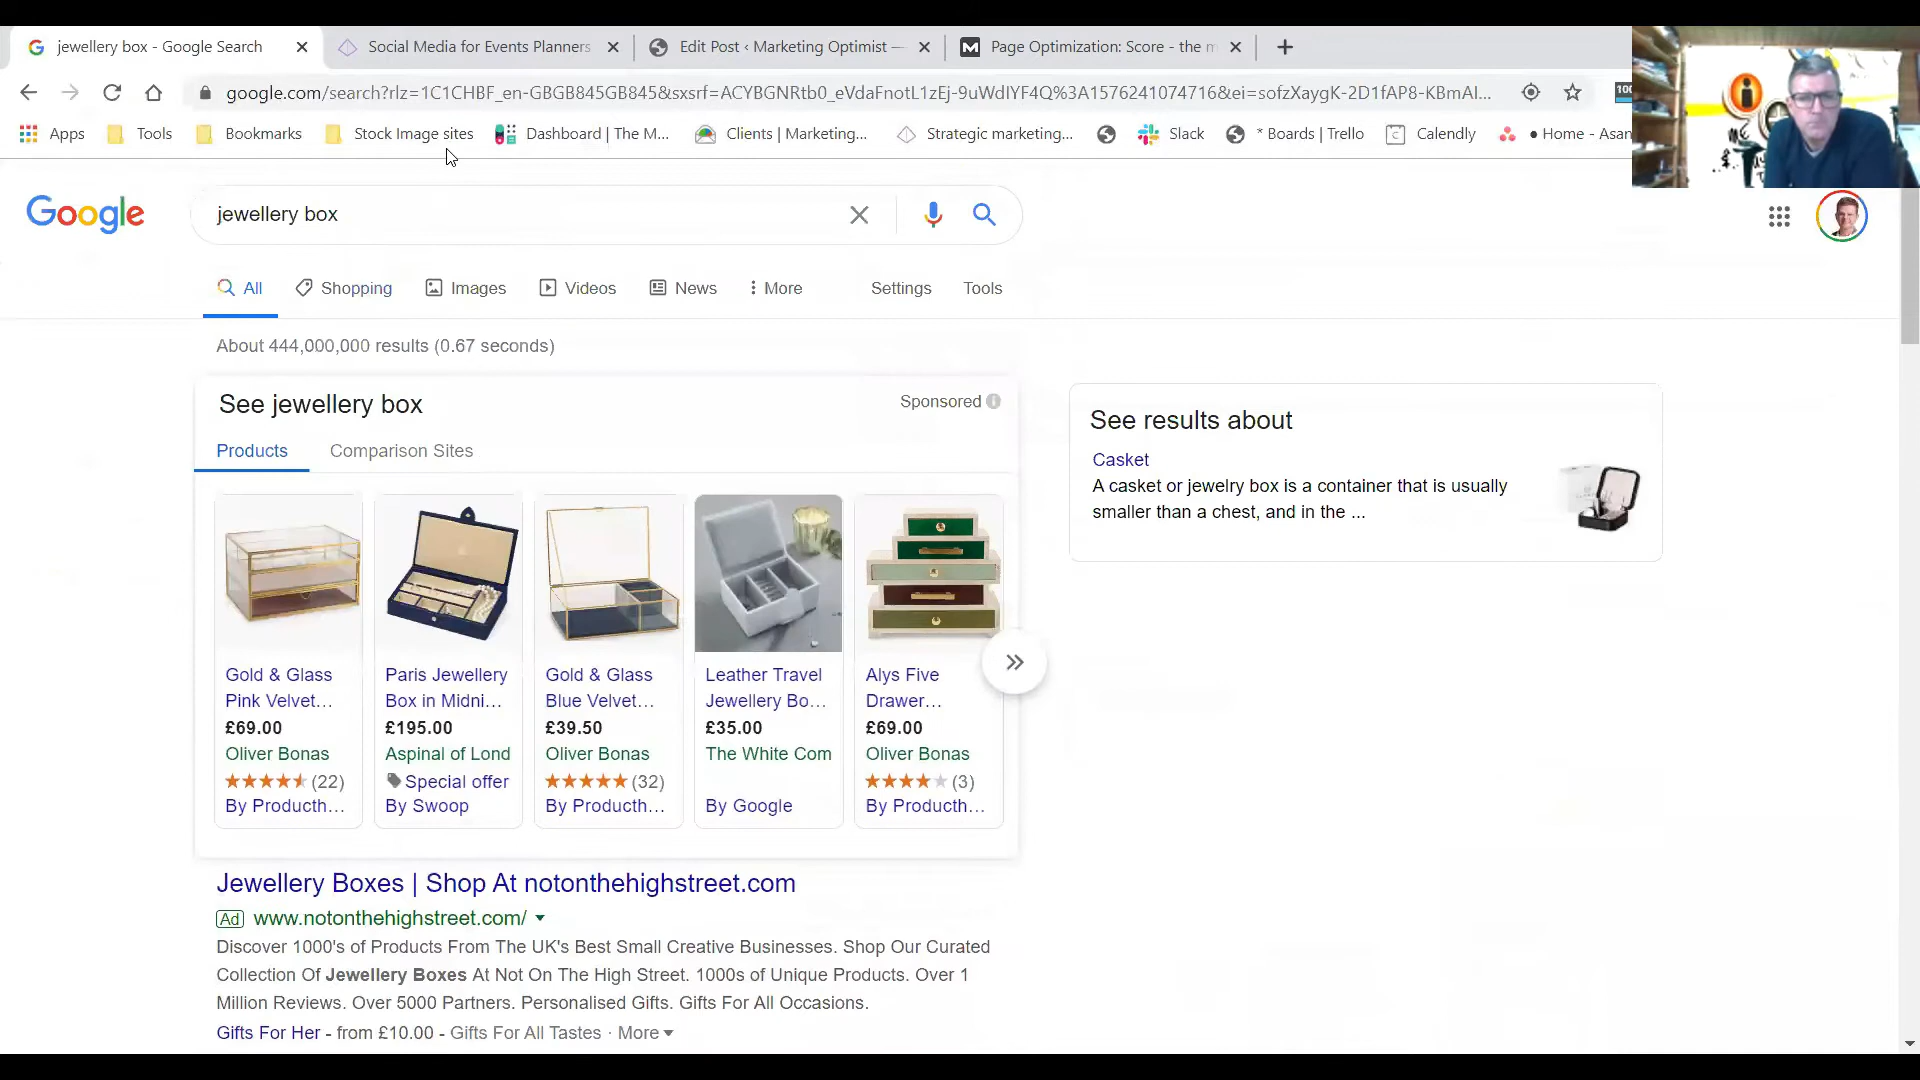 jewellery box - Google Search
Social Media for Events Planners
Edit Post ‹ Marketing Optimist —
Page Optimization: Score - the m
google.com/search?rlz=1C1CHBF_en-GBGB845GB845&sxsrf=ACYBGNRtb0_eVdaFnotL1zEj-9uWdlYF4Q%3A1576241074716&ei=sofzXaygK-2D1fAP8-KBmAI...
100
Apps Tools Bookmarks Stock Image sites Dashboard | The M... Clients | Marketing... Strategic marketing... Slack * Boards | Trello Calendly ● Home - Asan
Google
jewellery box
All Shopping Images Videos News More Settings Tools
About 444,000,000 results (0.67 seconds)
See jewellery box
Sponsored
Products Comparison Sites
Gold & Glass
Pink Velvet...
£69.00
Oliver Bonas
(22)
By Producth...
Paris Jewellery
Box in Midni...
£195.00
Aspinal of Lond
Special offer
By Swoop
Gold & Glass
Blue Velvet...
£39.50
Oliver Bonas
(32)
By Producth...
Leather Travel
Jewellery Bo...
£35.00
The White Com
By Google
Alys Five
Drawer...
£69.00
Oliver Bonas
(3)
By Producth...
See results about
Casket
A casket or jewelry box is a container that is usually
smaller than a chest, and in the ...
Jewellery Boxes | Shop At notonthehighstreet.com
Ad www.notonthehighstreet.com/
Discover 1000's of Products From The UK's Best Small Creative Businesses. Shop Our Curated
Collection Of Jewellery Boxes At Not On The High Street. 1000s of Unique Products. Over 1
Million Reviews. Over 5000 Partners. Personalised Gifts. Gifts For All Occasions.
Gifts For Her - from £10.00 - Gifts For All Tastes · More